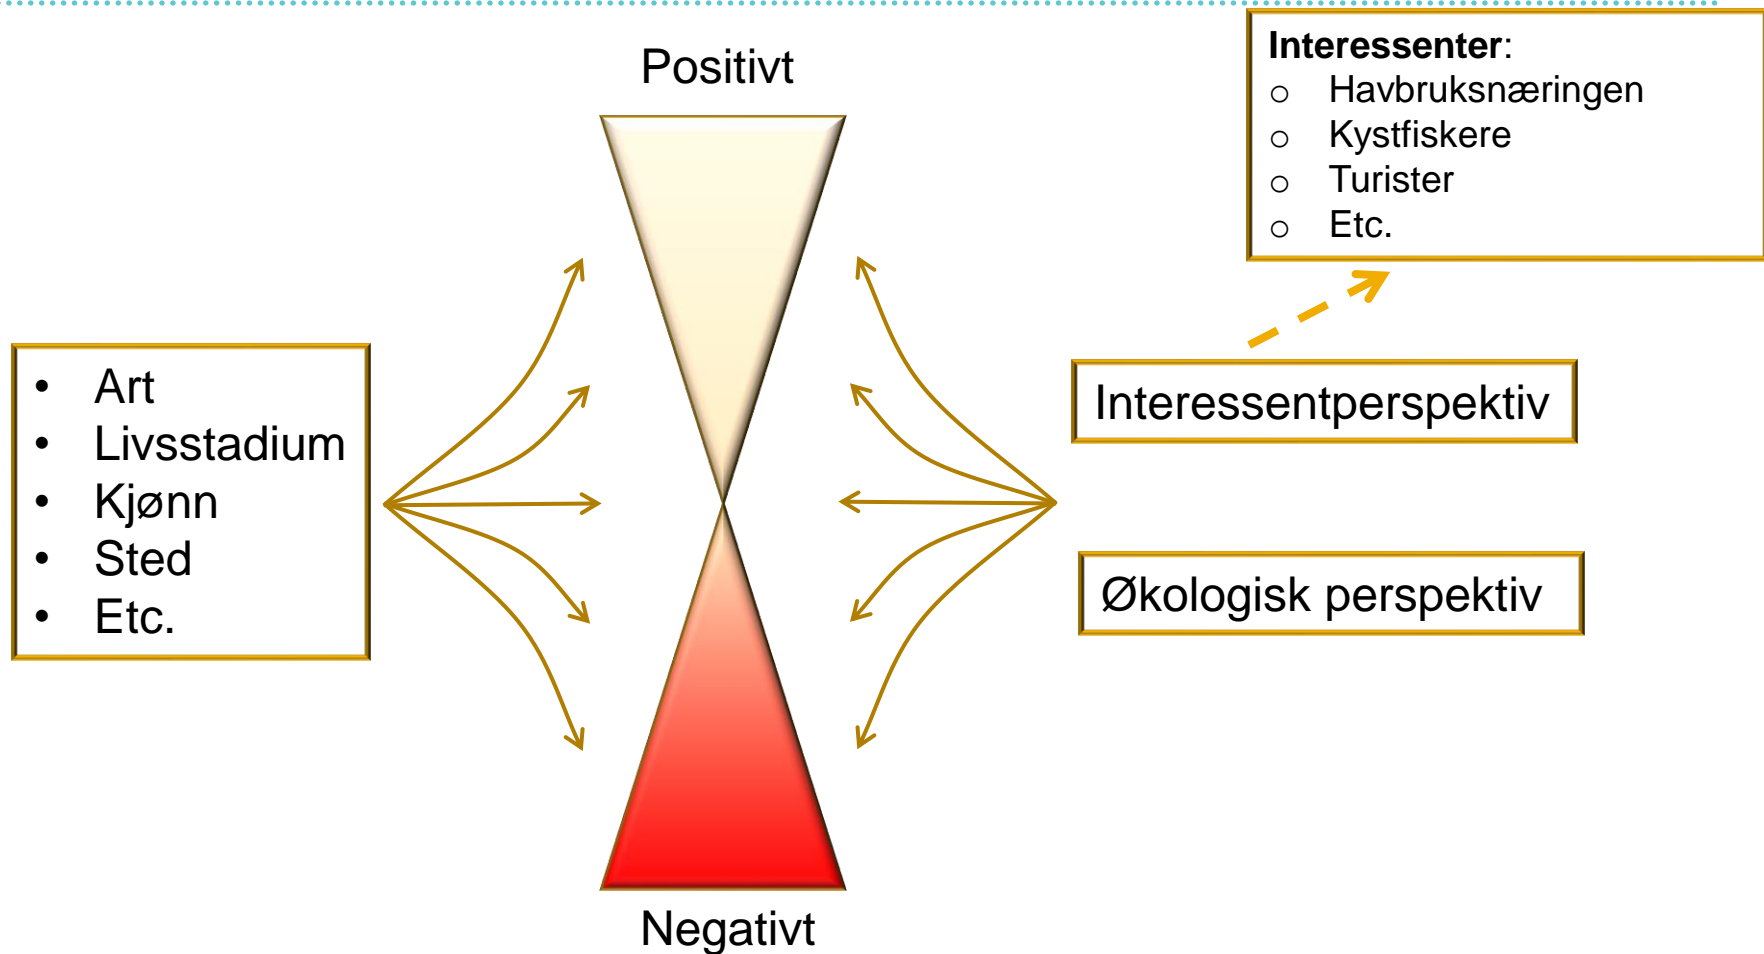 Positivt
Interessenter:
o Havbruksnæringen
o Kystfiskere
o Turister
o Etc.
• Art
• Livsstadium
• Kjønn
• Sted
• Etc.
Interessentperspektiv
Økologisk perspektiv
Negativt